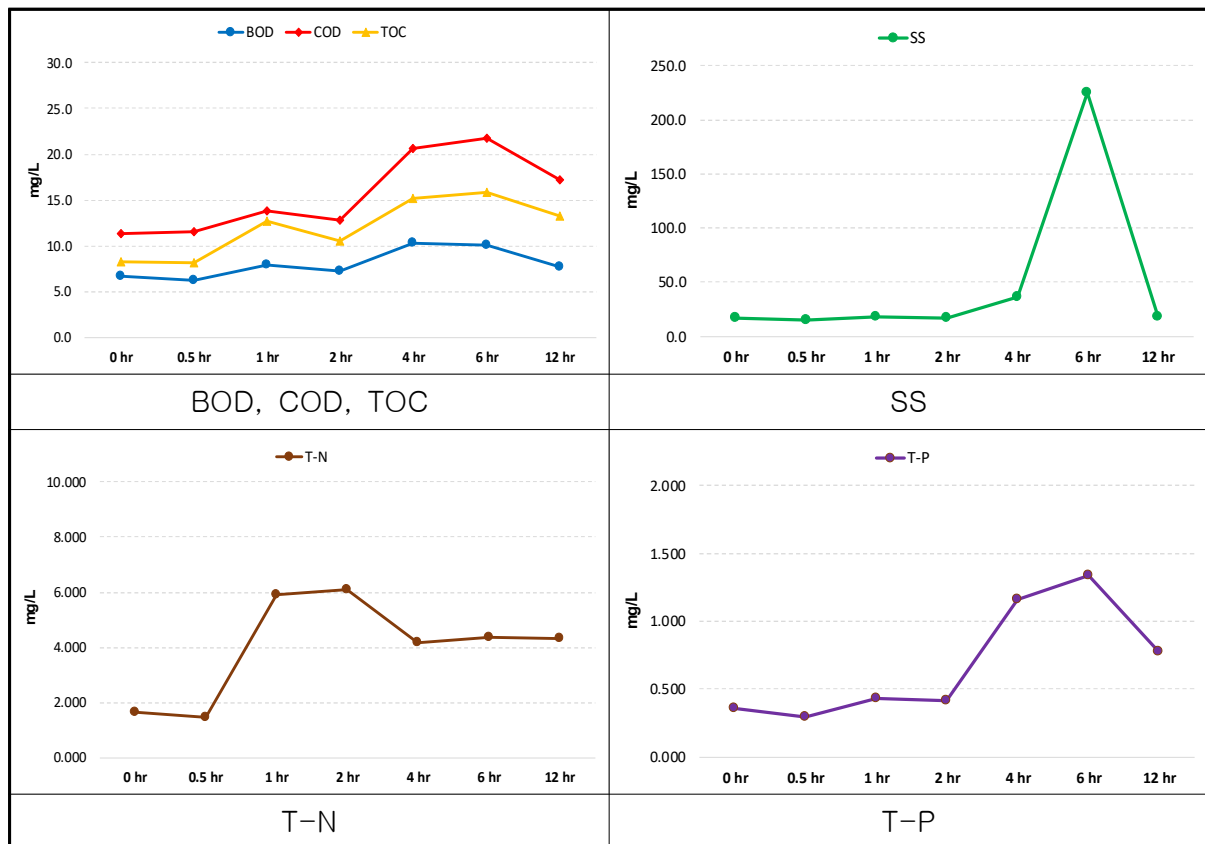 BOD COD TOC
30.0
25.0
20.0
15.0
10.0
5.0
0.0
mg/L
0 hr 0.5 hr 1 hr 2 hr 4 hr 6 hr 12 hr
BOD, COD, TOC
SS
250.0
200.0
150.0
100.0
50.0
0.0
mg/L
0 hr 0.5 hr 1 hr 2 hr 4 hr 6 hr 12 hr
SS
T-N
10.000
8.000
6.000
4.000
2.000
0.000
mg/L
0 hr 0.5 hr 1 hr 2 hr 4 hr 6 hr 12 hr
T-N
T-P
2.000
1.500
1.000
0.500
0.000
mg/L
0 hr 0.5 hr 1 hr 2 hr 4 hr 6 hr 12 hr
T-P